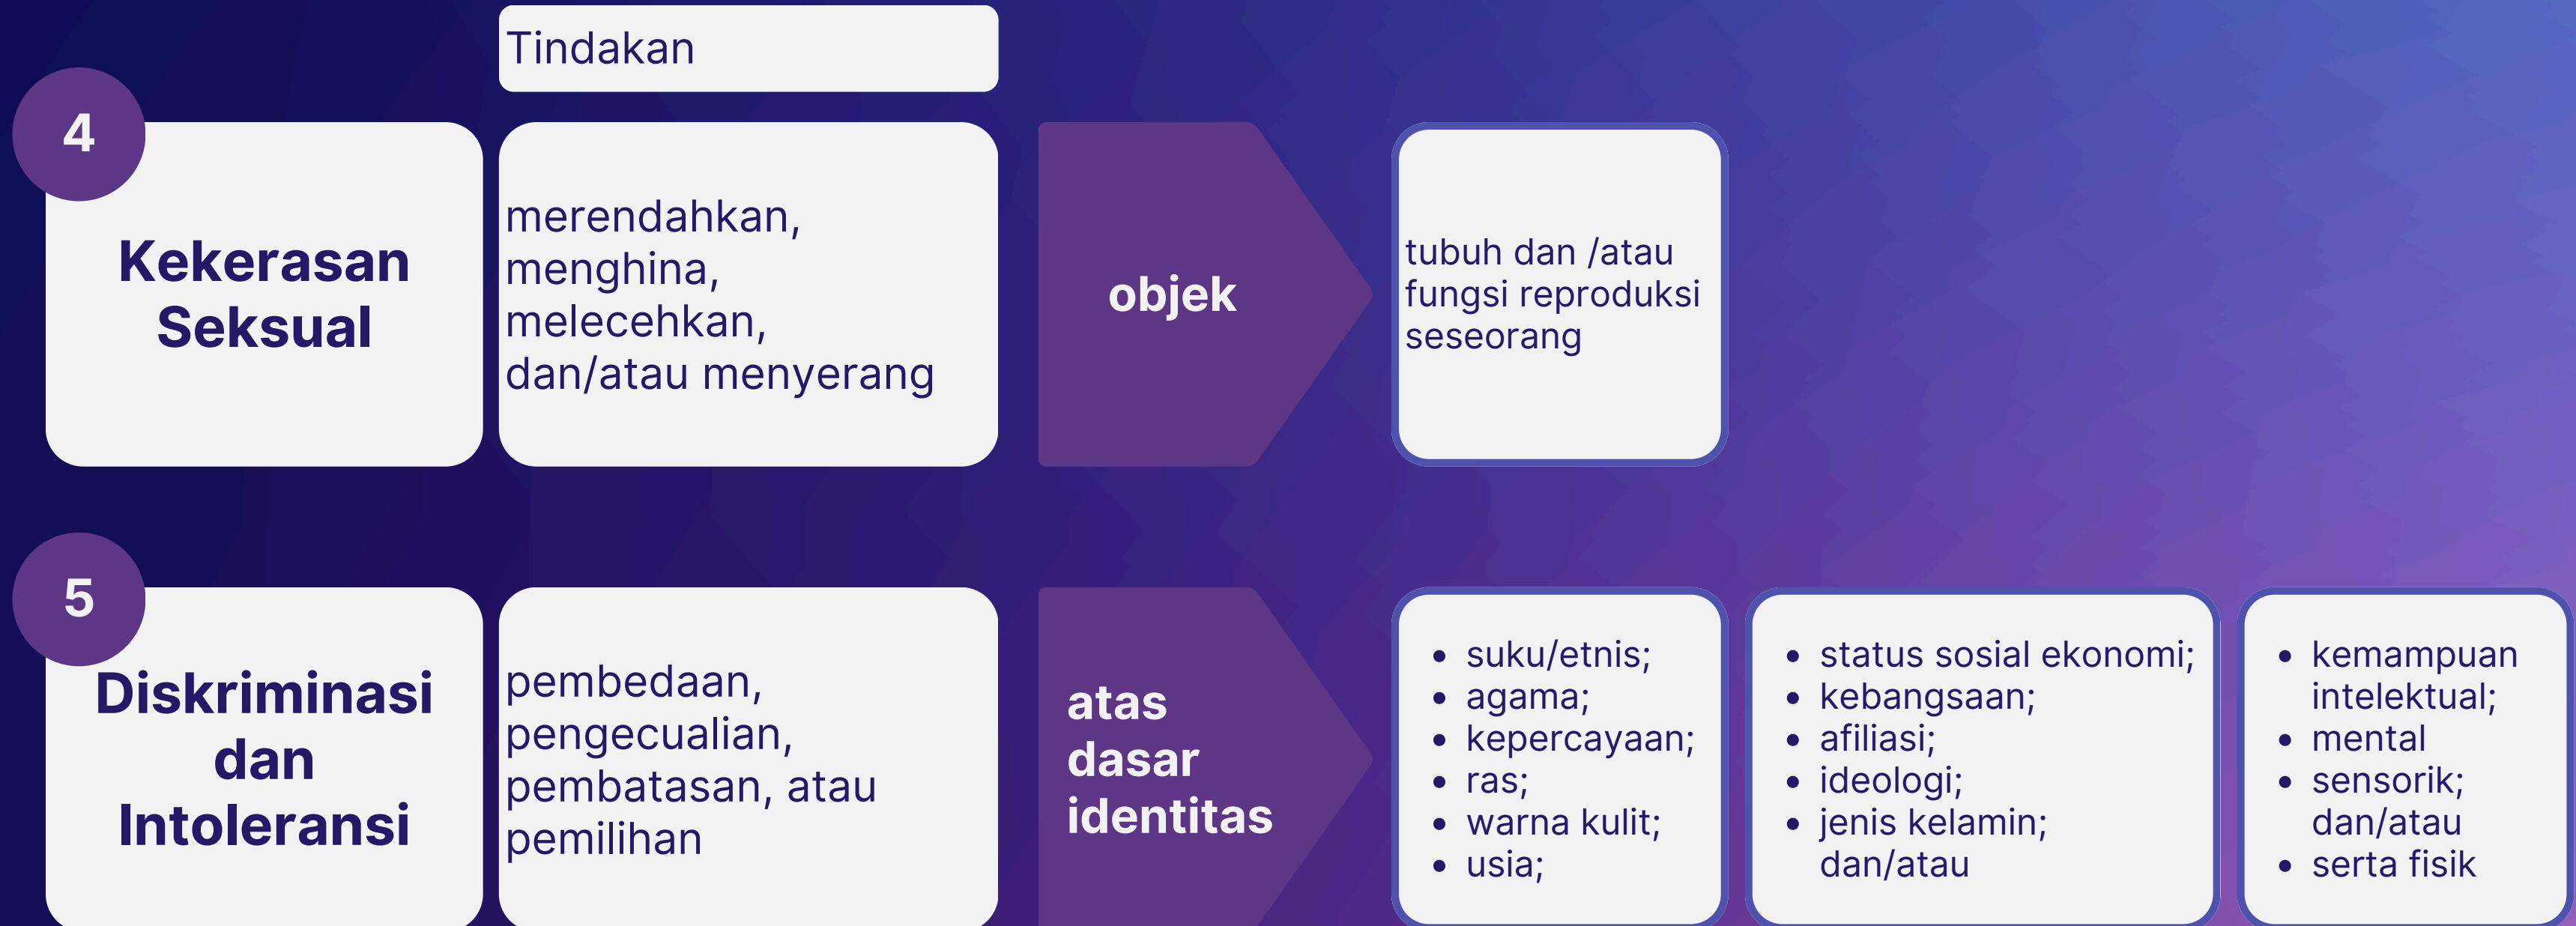 Tindakan
4
Kekerasan
Seksual
merendahkan,
menghina,
melecehkan,
dan/atau menyerang
objek
tubuh dan /atau
fungsi reproduksi
seseorang
5
Diskriminasi
dan
Intoleransi
pembedaan,
pengecualian,
pembatasan, atau
pemilihan
atas
dasar
identitas
• suku/etnis;
• agama;
• kepercayaan;
• ras;
• warna kulit;
• usia;
• status sosial ekonomi;
• kebangsaan;
• afiliasi;
• ideologi;
• jenis kelamin;
dan/atau
• kemampuan
intelektual;
• mental
• sensorik;
dan/atau
• serta fisik